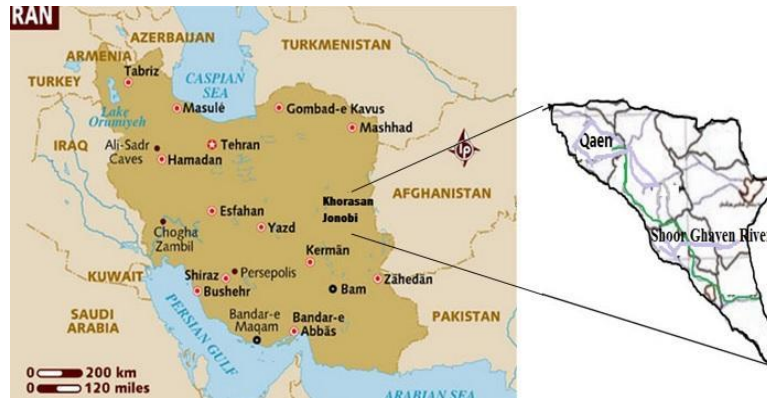 RAN
AZERBAIJAN
ARMENIA
TURKMENISTAN
TURKEY
Tabriz
CASPIAN
SEA
Lake
Orumiyeh
Masulé
Gombad-e Kavus
Mashhad
IRAQ
Ali-Sadr
Caves
Tehran
Hamadan
AFGHANISTAN
Khorasan
Jonobi
Esfahan
Yazd
Chogha
Zambil
Kermān
KUWAIT
Shiraz
Persepolis
Bushehr
Bam
Zāhedān
SAUDI
ARABIA
PERSIAN GULF
Bandar-e
Maqam
Bandar-e
Abbās
PAKISTAN
0 200 km
0 120 miles
ARABIAN SEA
Qaen
Shoor Ghaven River